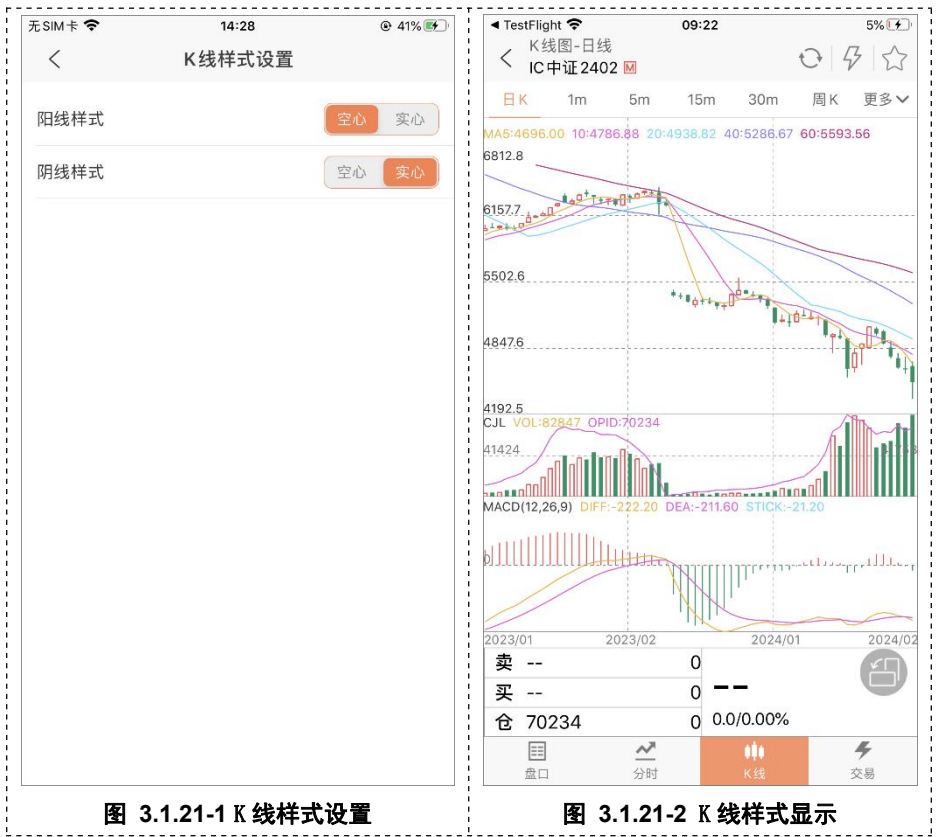 无SIM卡 14:28 41%
K线样式设置
阳线样式 空心 实心
阴线样式 空心 实心
图 3.1.21-1 K 线样式设置
TestFlight 09:22 5%
K线图-日线
IC中证2402 M
日K 1m 5m 15m 30m 周K 更多
MA5:4696.00 10:4786.88 20:4938.82 40:5286.67 60:5593.56
6812.8
6157.7
5502.6
4847.6
4192.5
CJL VOL:82847 OPID:70234
41424
MACD(12,26,9) DIFF:-222.20 DEA:-211.60 STICK:-21.20
0
2023/01 2023/02 2024/01 2024/02
卖 -- 0
买 -- 0
仓 70234 0
--
0.0/0.00%
盘口 分时 K线 交易
图 3.1.21-2 K 线样式显示